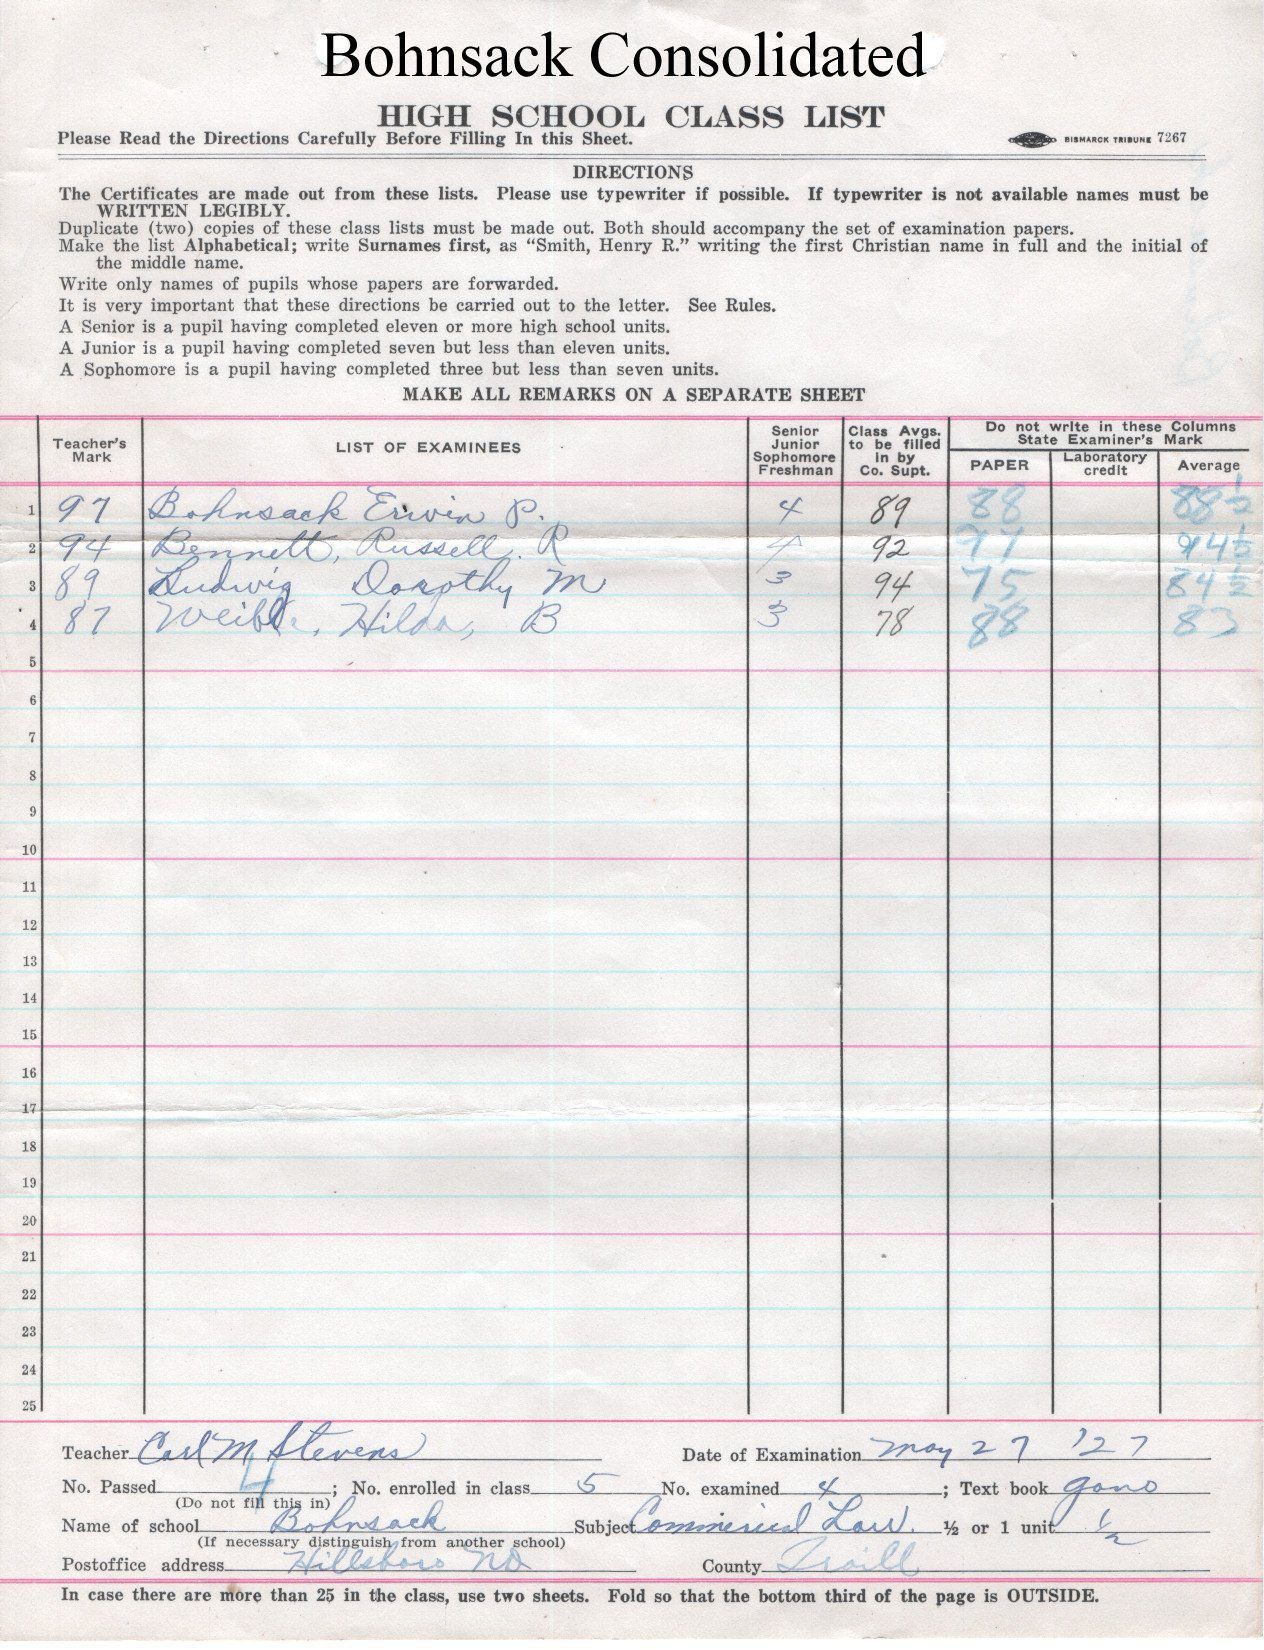 Bohnsack Consolidated
HIGH SCHOOL CLASS LIST
Please Read the Directions Carefully Before Filling In this Sheet.
BISMARCK TRIBUNE 7267
DIRECTIONS
The Certificates are made out from these lists. Please use typewriter if possible. If typewriter is not available names must be
WRITTEN LEGIBLY.
Duplicate (two) copies of these class lists must be made out. Both should accompany the set of examination papers.
Make the list Alphabetical; write Surnames first, as “Smith, Henry R.” writing the first Christian name in full and the initial of
the middle name.
Write only names of pupils whose papers are forwarded.
It is very important that these directions be carried out to the letter. See Rules.
A Senior is a pupil having completed eleven or more high school units.
A Junior is a pupil having completed seven but less than eleven units.
A Sophomore is a pupil having completed three but less than seven units.
MAKE ALL REMARKS ON A SEPARATE SHEET
Teacher's Mark
LIST OF EXAMINEES
Senior Junior Sophomore Freshman
Class Avgs. to be filled in by Co. Supt.
Do not write in these Columns
State Examiner's Mark
PAPER Laboratory credit Average
1 97 Bohnsack Erwin P. 4 89 88 88 1/2
2 94 Bennett, Russell. R 4 92 97 94 1/2
3 89 Ludwig Dorothy M 3 94 75 84 1/2
4 87 Weible, Hilda, B 3 78 88 83
5
6
7
8
9
10
11
12
13
14
15
16
17
18
19
20
21
22
23
24
25
Teacher Carl M Stevens Date of Examination May 27 '27
No. Passed 4; No. enrolled in class 5 No. examined 4; Text book Gano
(Do not fill this in)
Name of school Bohnsack Subject Commercial Law. ½ or 1 unit 1/2
(If necessary distinguish from another school)
Postoffice address Hillsboro ND County Traill
In case there are more than 25 in the class, use two sheets. Fold so that the bottom third of the page is OUTSIDE.